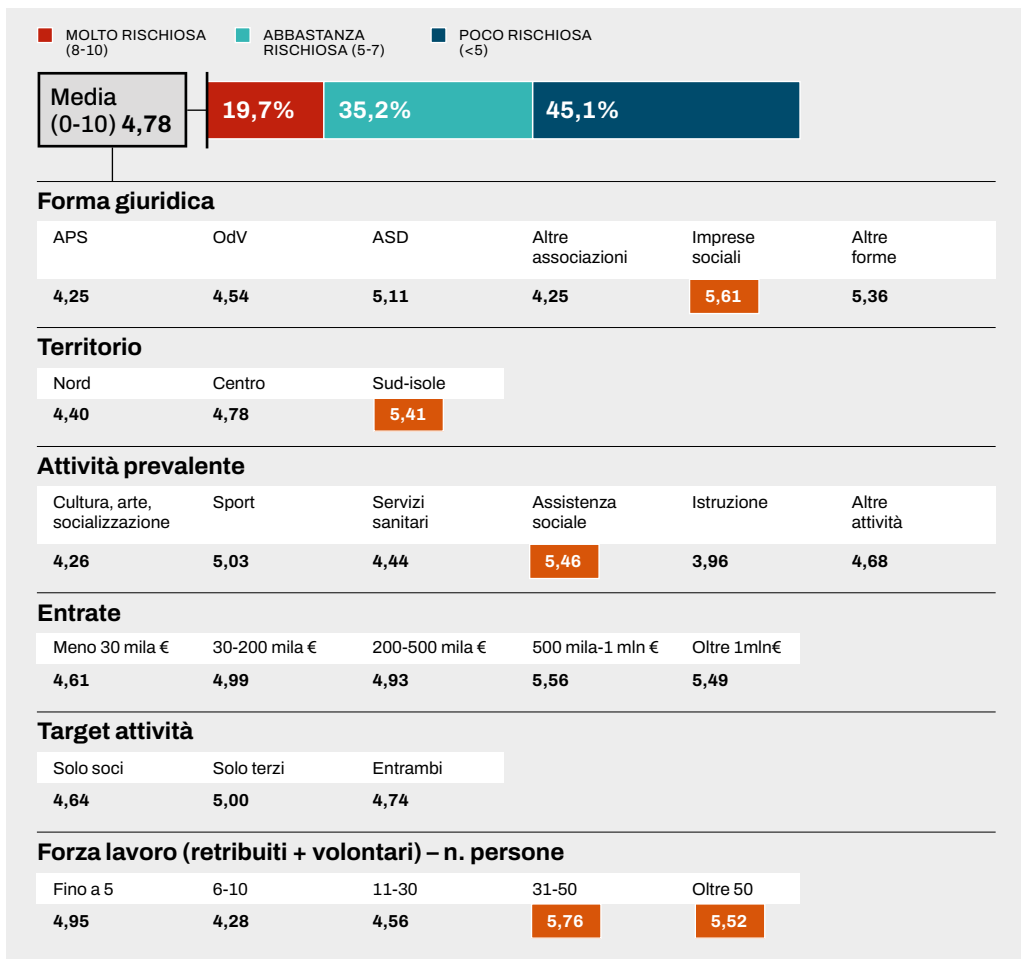 MOLTO RISCHIOSA
(8-10)
ABBASTANZA
RISCHIOSA (5-7)
POCO RISCHIOSA
(<5)
Media
(0-10) 4,78
19,7% 35,2% 45,1%
Forma giuridica
APS OdV ASD Altre associazioni Imprese sociali Altre forme
4,25 4,54 5,11 4,25 5,61 5,36
Territorio
Nord Centro Sud-isole
4,40 4,78 5,41
Attività prevalente
Cultura, arte, socializzazione Sport Servizi sanitari Assistenza sociale Istruzione Altre attività
4,26 5,03 4,44 5,46 3,96 4,68
Entrate
Meno 30 mila € 30-200 mila € 200-500 mila € 500 mila-1 mln € Oltre 1mln€
4,61 4,99 4,93 5,56 5,49
Target attività
Solo soci Solo terzi Entrambi
4,64 5,00 4,74
Forza lavoro (retribuiti + volontari) – n. persone
Fino a 5 6-10 11-30 31-50 Oltre 50
4,95 4,28 4,56 5,76 5,52